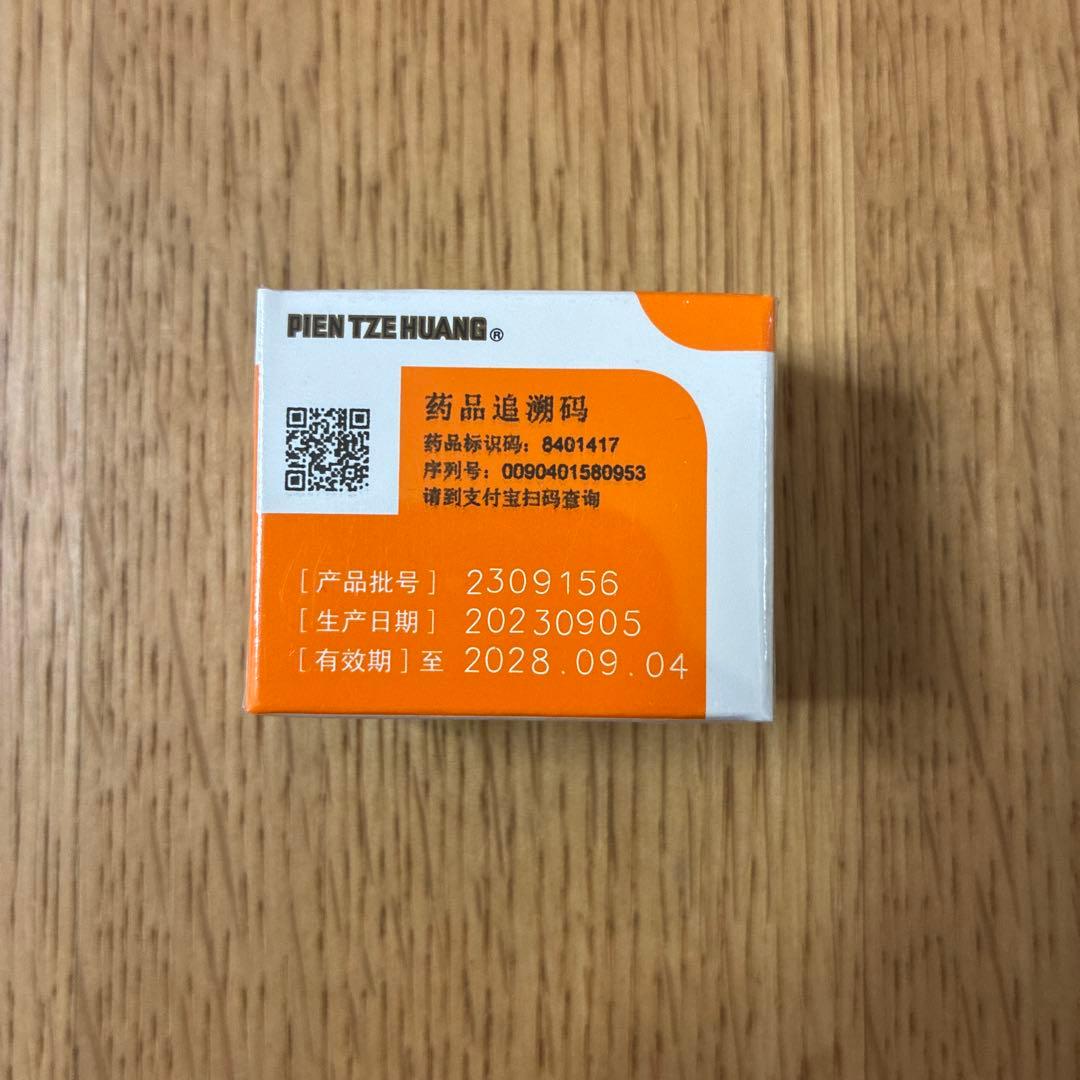 PIEN TZE HUANG®
药品追溯码
药品标识码：8401417
序列号：0090401580953
请到支付宝扫码查询
[产品批号] 2309156
[生产日期] 20230905
[有效期]至 2028.09.04